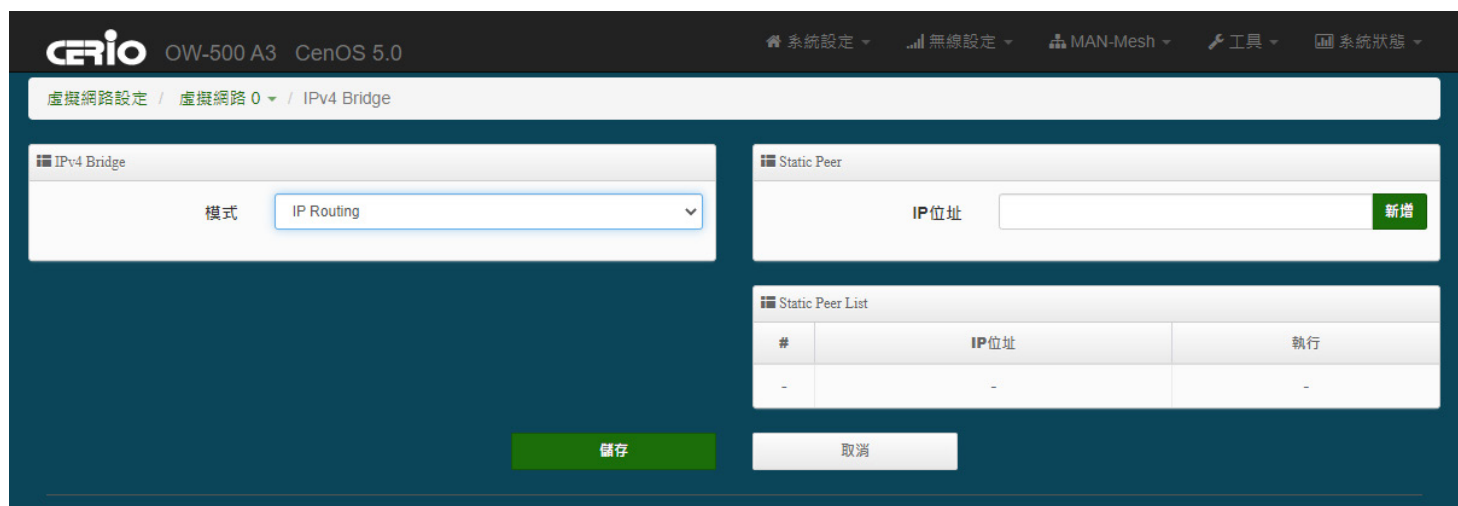 CERIO OW-500 A3 CenOS 5.0
系統設定 無線設定 MAN-Mesh 工具 系統狀態
虛擬網路設定 / 虛擬網路 0 / IPv4 Bridge
IPv4 Bridge
模式 IP Routing
Static Peer
IP位址 新增
Static Peer List
# IP位址 執行
- - -
儲存 取消